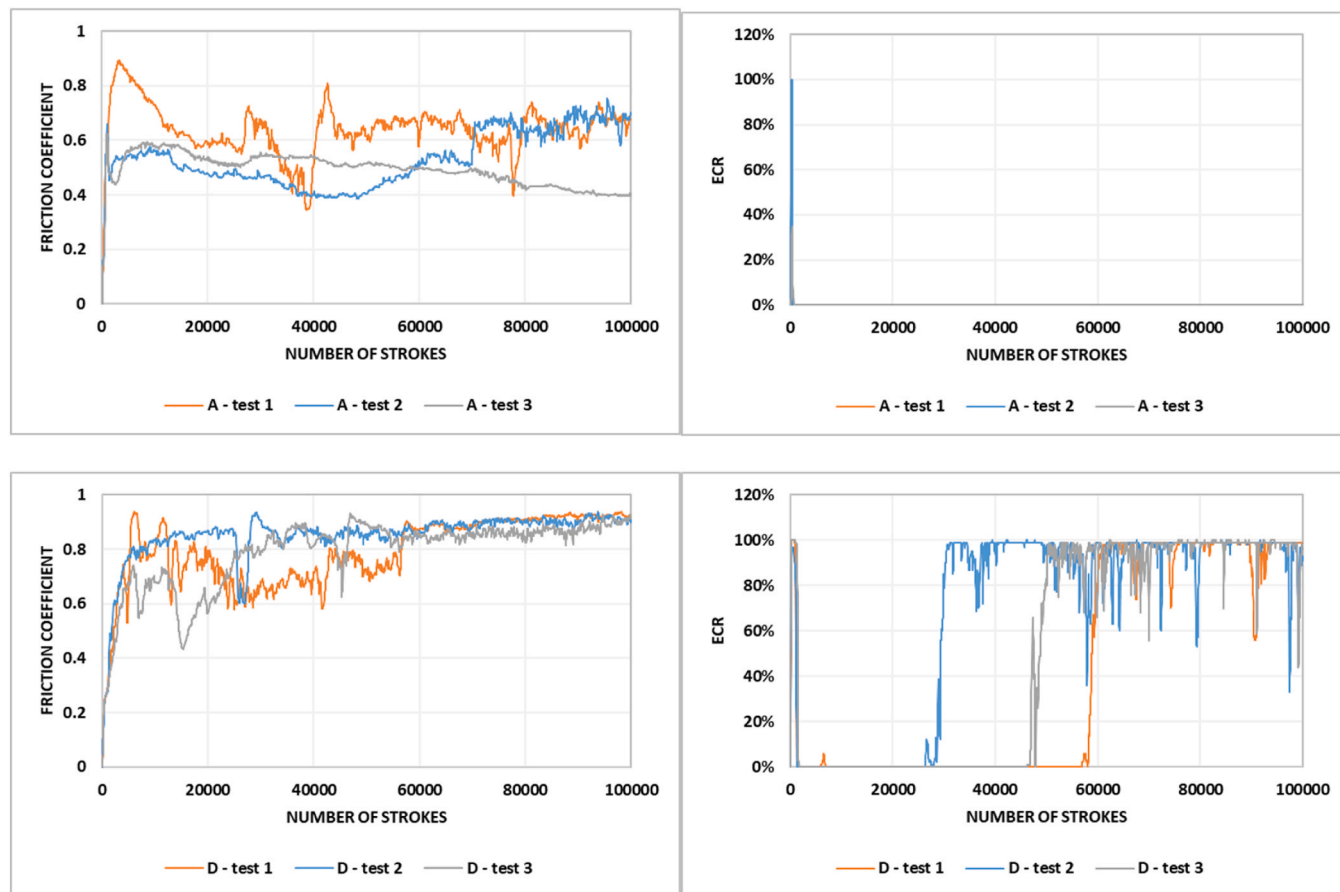 FRICTION COEFFICIENT
1
0.8
0.6
0.4
0.2
0
0 20000 40000 60000 80000 100000
NUMBER OF STROKES
A - test 1 A - test 2 A - test 3
ECR
120%
100%
80%
60%
40%
20%
0%
0 20000 40000 60000 80000 100000
NUMBER OF STROKES
A - test 1 A - test 2 A - test 3
FRICTION COEFFICIENT
1
0.8
0.6
0.4
0.2
0
0 20000 40000 60000 80000 100000
NUMBER OF STROKES
D - test 1 D - test 2 D - test 3
ECR
120%
100%
80%
60%
40%
20%
0%
0 20000 40000 60000 80000 100000
NUMBER OF STROKES
D - test 1 D - test 2 D - test 3